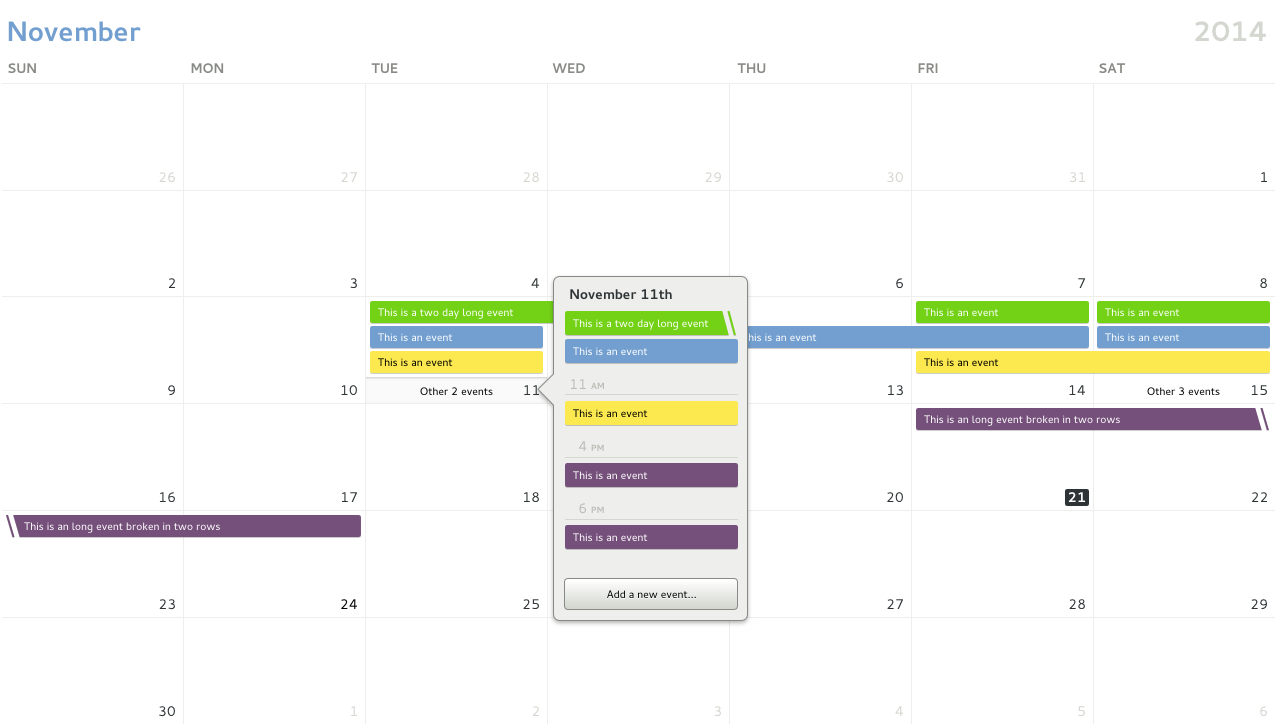 November 2014
SUN MON TUE WED THU FRI SAT
26 27 28 29 30 31 1
2 3 4 6 7 8
This is a two day long event
This is an event
This is an event
Other 2 events
his is an event
This is an event
This is an event
This is an event
This is an event
Other 3 events
9 10 11 13 14 15
This is an long event broken in two rows
16 17 18 20 21 22
This is an long event broken in two rows
23 24 25 27 28 29
30 1 2 3 4 5 6
November 11th
This is a two day long event
This is an event
11 AM
This is an event
4 PM
This is an event
6 PM
This is an event
Add a new event...